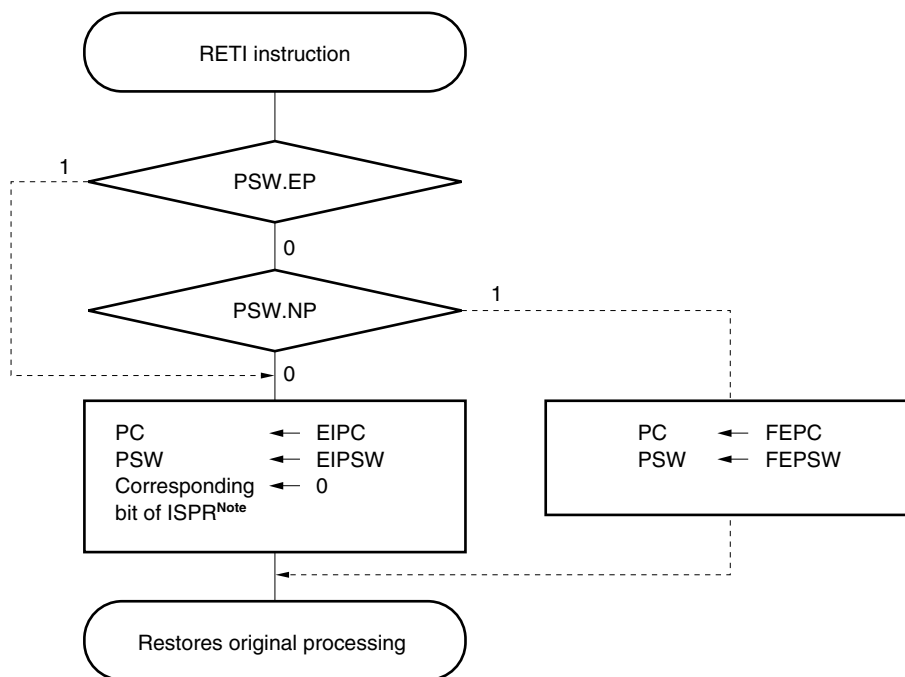 RETI instruction
1
PSW.EP
0
PSW.NP
1
0
PC ← EIPC
PSW ← EIPSW
Corresponding ← 0
bit of ISPRNote
PC ← FEPC
PSW ← FEPSW
Restores original processing